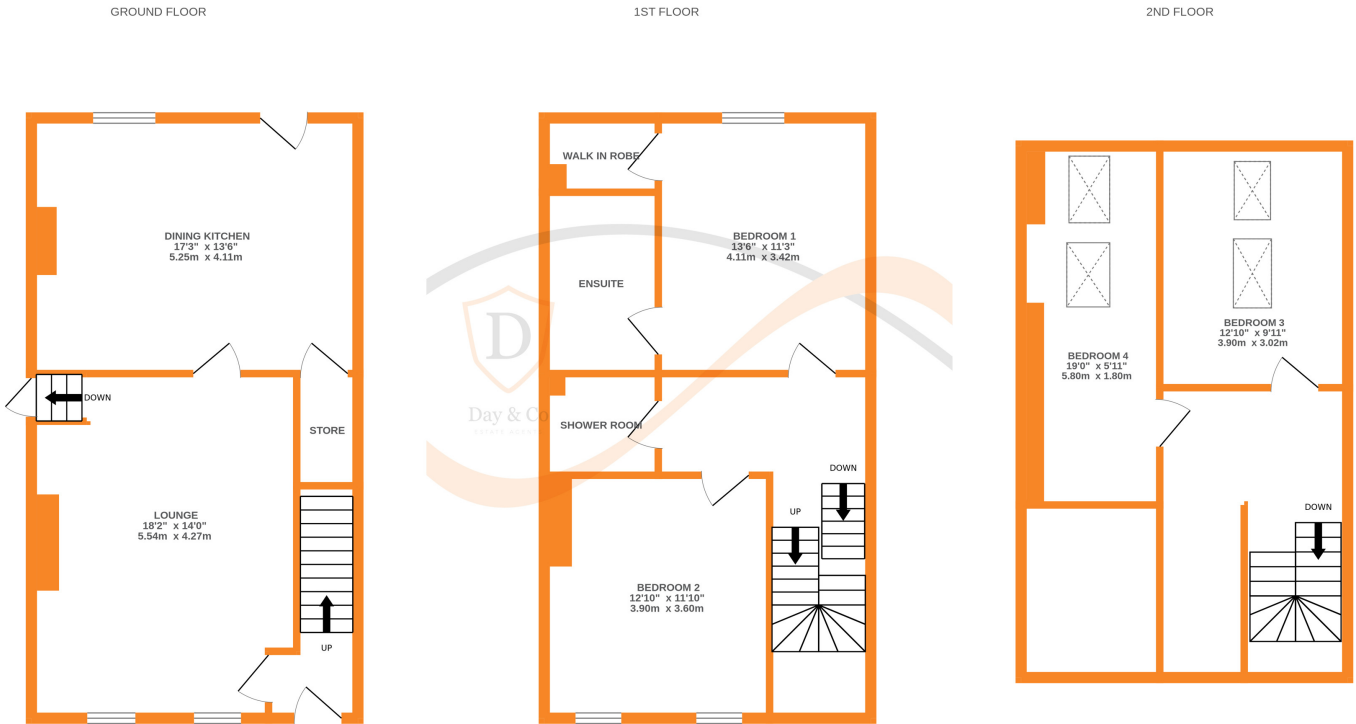 GROUND FLOOR
DINING KITCHEN
17'3" x 13'6"
5.25m x 4.11m
DOWN
STORE
LOUNGE
18'2" x 14'0"
5.54m x 4.27m
UP
1ST FLOOR
WALK IN ROBE
BEDROOM 1
13'6" x 11'3"
4.11m x 3.42m
ENSUITE
D
Day & Co
SHOWER ROOM
DOWN
UP
BEDROOM 2
12'10" x 11'10"
3.90m x 3.60m
2ND FLOOR
BEDROOM 3
12'10" x 9'11"
3.90m x 3.02m
BEDROOM 4
19'0" x 5'11"
5.80m x 1.80m
DOWN